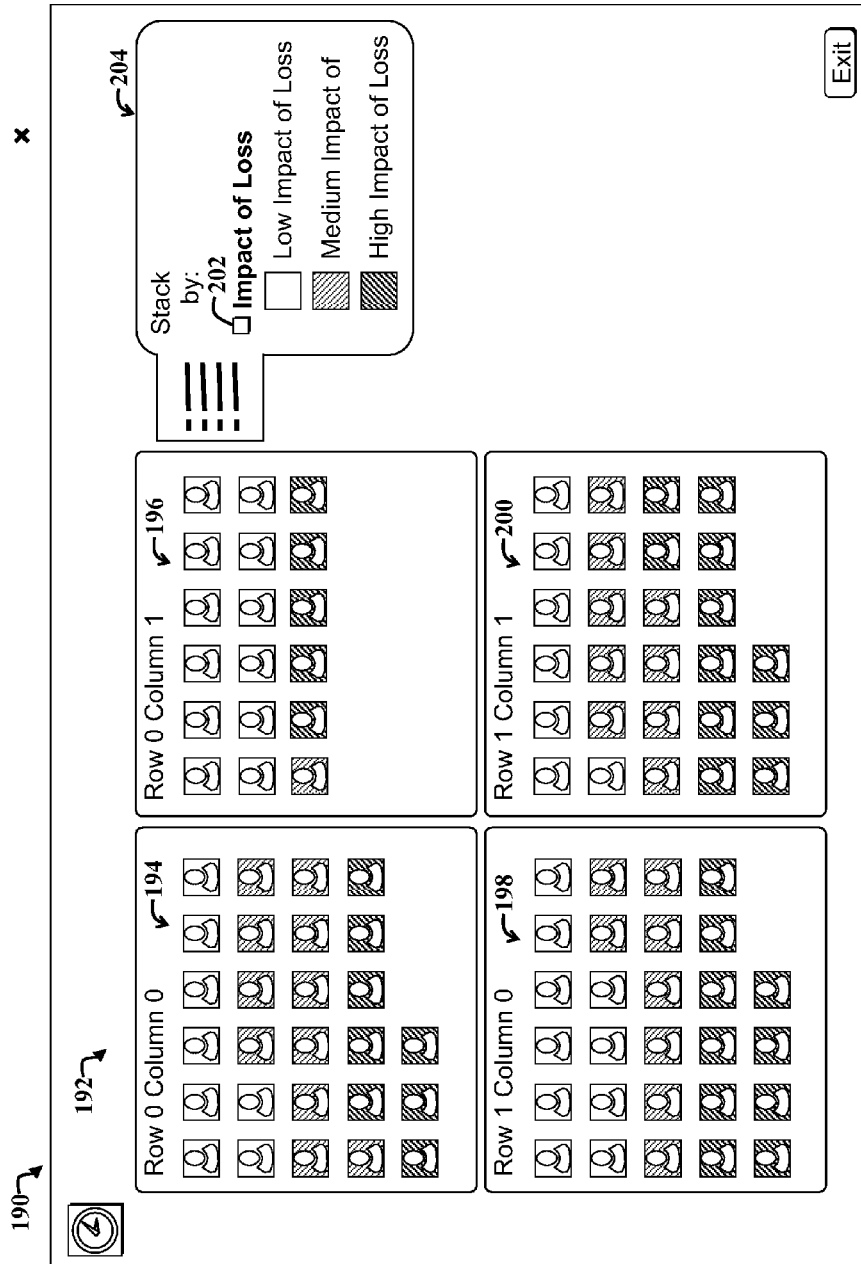 190
×
192
204
Row 0 Column 0
194
Row 0 Column 1
196
Stack
by:
202
Impact of Loss
Low Impact of Loss
Medium Impact of
High Impact of Loss
Row 1 Column 0
198
Row 1 Column 1
200
Exit